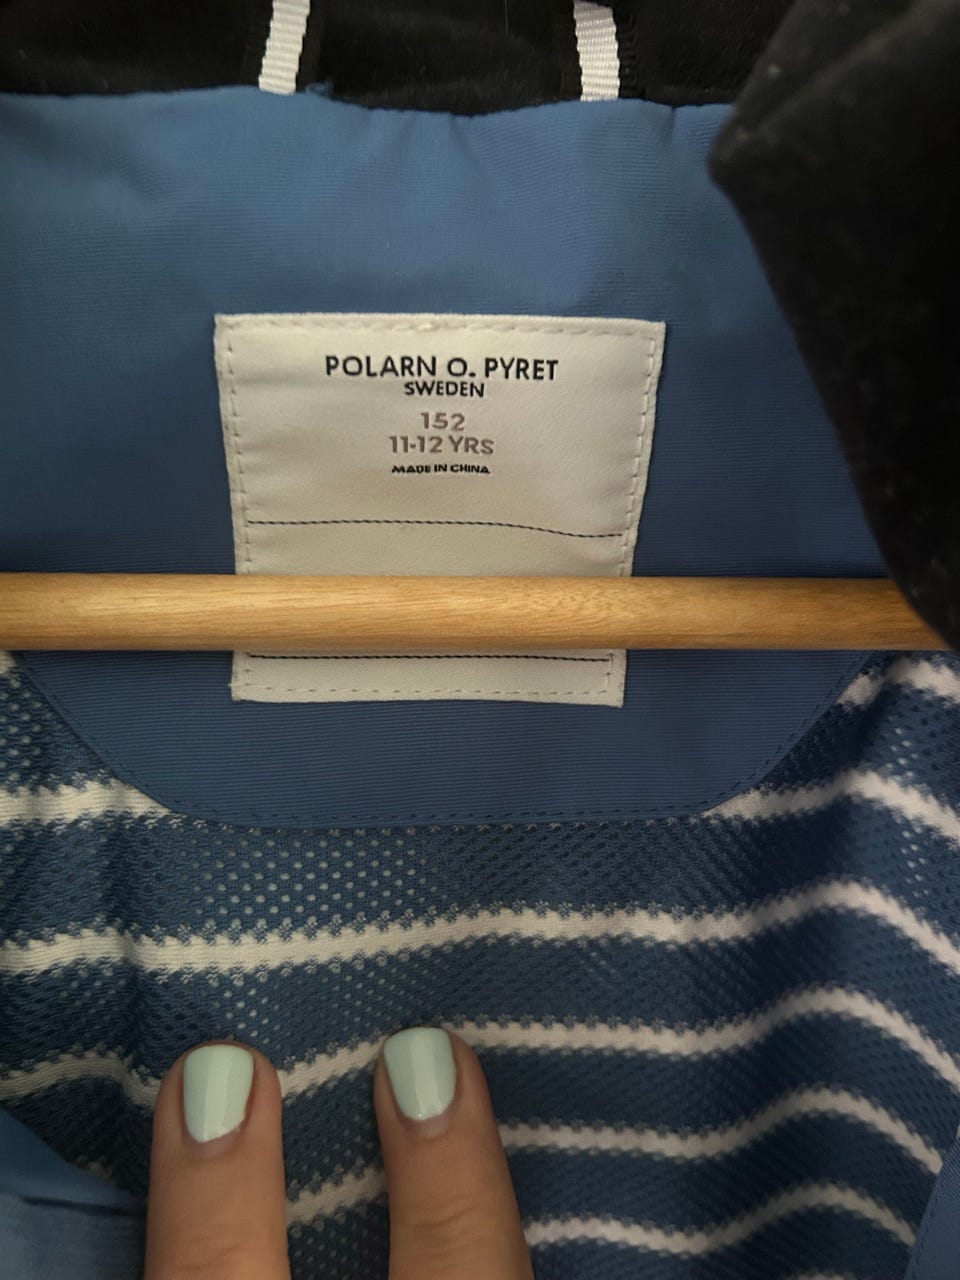 POLARN O. PYRET
SWEDEN
152
11-12 YRS
MADE IN CHINA